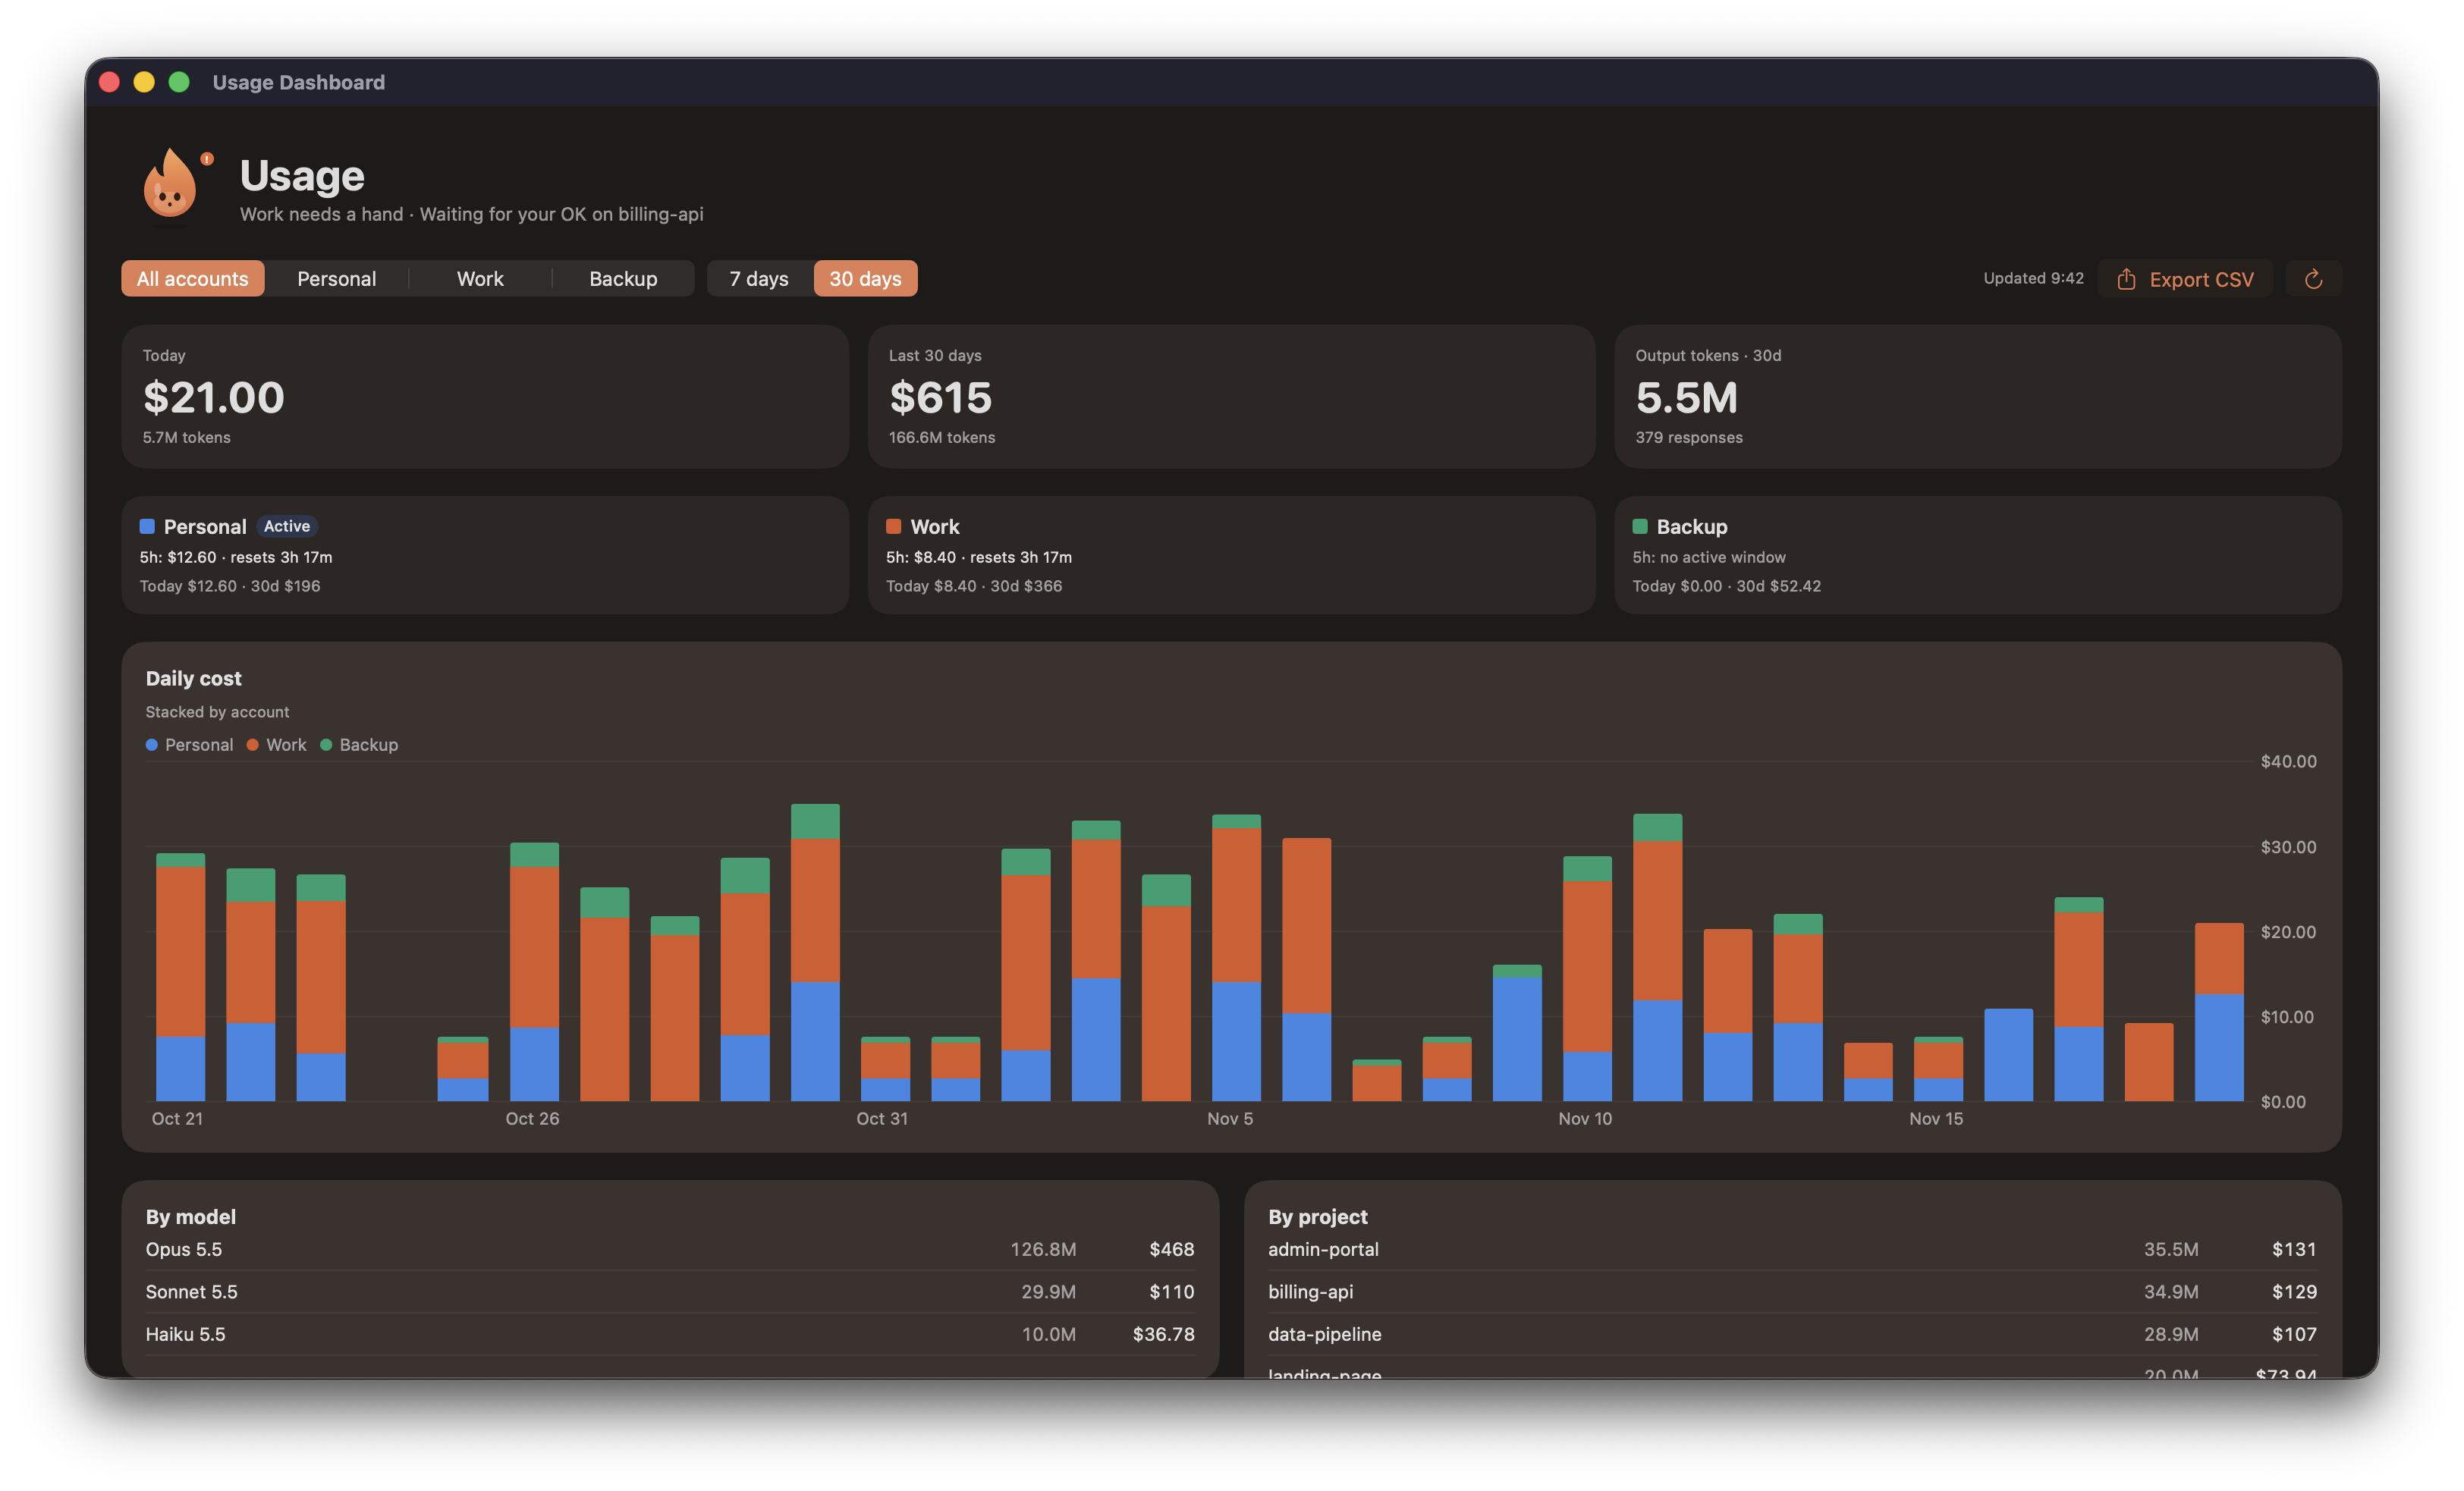 Usage Dashboard
Usage
Work needs a hand · Waiting for your OK on billing-api
All accounts Personal Work Backup 7 days 30 days Updated 9:42 Export CSV
Today
$21.00
5.7M tokens
Last 30 days
$615
166.6M tokens
Output tokens · 30d
5.5M
379 responses
Personal Active
5h: $12.60 · resets 3h 17m
Today $12.60 · 30d $196
Work
5h: $8.40 · resets 3h 17m
Today $8.40 · 30d $366
Backup
5h: no active window
Today $0.00 · 30d $52.42
Daily cost
Stacked by account
Personal Work Backup
$40.00
$30.00
$20.00
$10.00
$0.00
Oct 21 Oct 26 Oct 31 Nov 5 Nov 10 Nov 15
By model
Opus 5.5 126.8M $468
Sonnet 5.5 29.9M $110
Haiku 5.5 10.0M $36.78
By project
admin-portal 35.5M $131
billing-api 34.9M $129
data-pipeline 28.9M $107
landing-page 20.0M $73.94